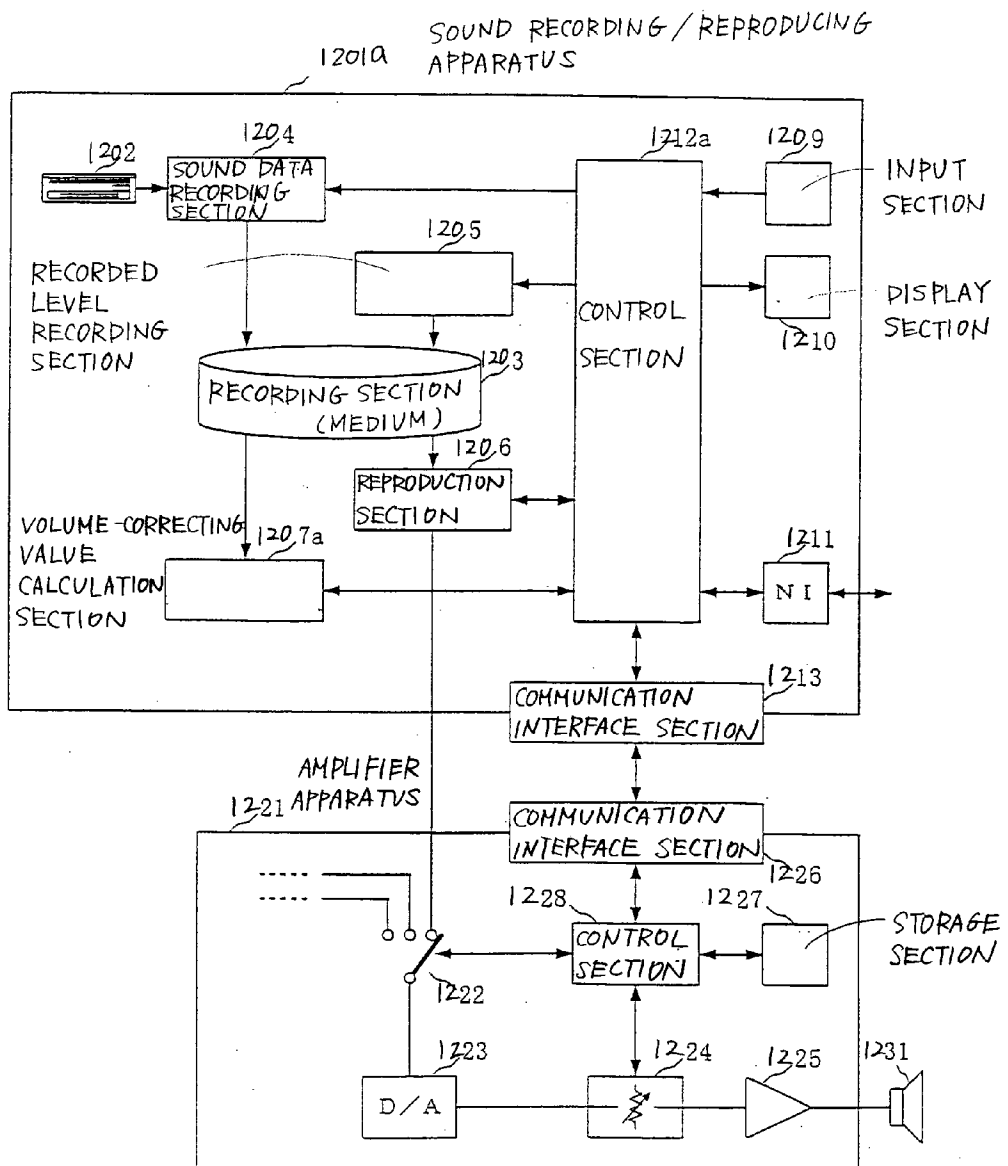 SOUND RECORDING/REPRODUCING
APPARATUS
1201a
1202
1204
SOUND DATA
RECORDING
SECTION
1212a
CONTROL
SECTION
1209
INPUT
SECTION
1205
RECORDED
LEVEL
RECORDING
SECTION
1210
DISPLAY
SECTION
1203
RECORDING SECTION
(MEDIUM)
1206
REPRODUCTION
SECTION
VOLUME-CORRECTING
VALUE
CALCULATION
SECTION
1207a
1211
NI
1213
COMMUNICATION
INTERFACE SECTION
AMPLIFIER
APPARATUS
1221
COMMUNICATION
INTERFACE SECTION
1226
1228
CONTROL
SECTION
1227
STORAGE
SECTION
1222
1223
D/A
1224
1225
1231